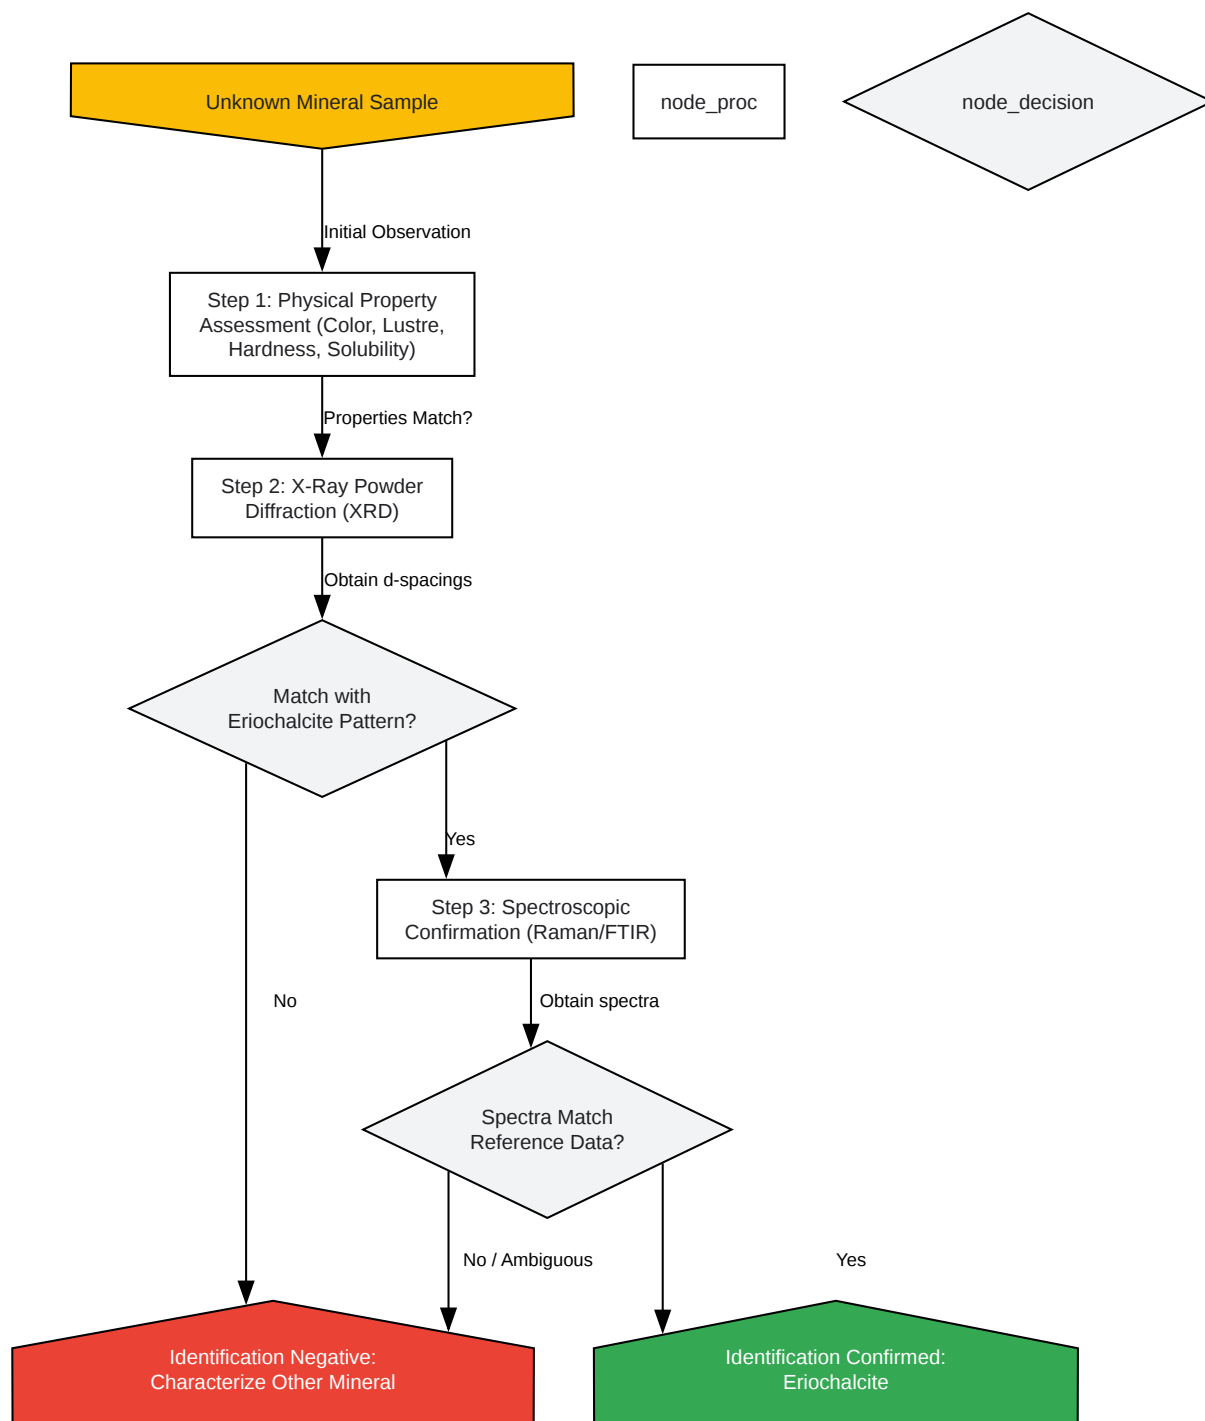 Unknown Mineral Sample
node_proc
node_decision
Initial Observation
Step 1: Physical Property
Assessment (Color, Lustre,
Hardness, Solubility)
Properties Match?
Step 2: X-Ray Powder
Diffraction (XRD)
Obtain d-spacings
Match with
Eriochalcite Pattern?
Yes
Step 3: Spectroscopic
Confirmation (Raman/FTIR)
No
Obtain spectra
Spectra Match
Reference Data?
No / Ambiguous
Yes
Identification Negative:
Characterize Other Mineral
Identification Confirmed:
Eriochalcite